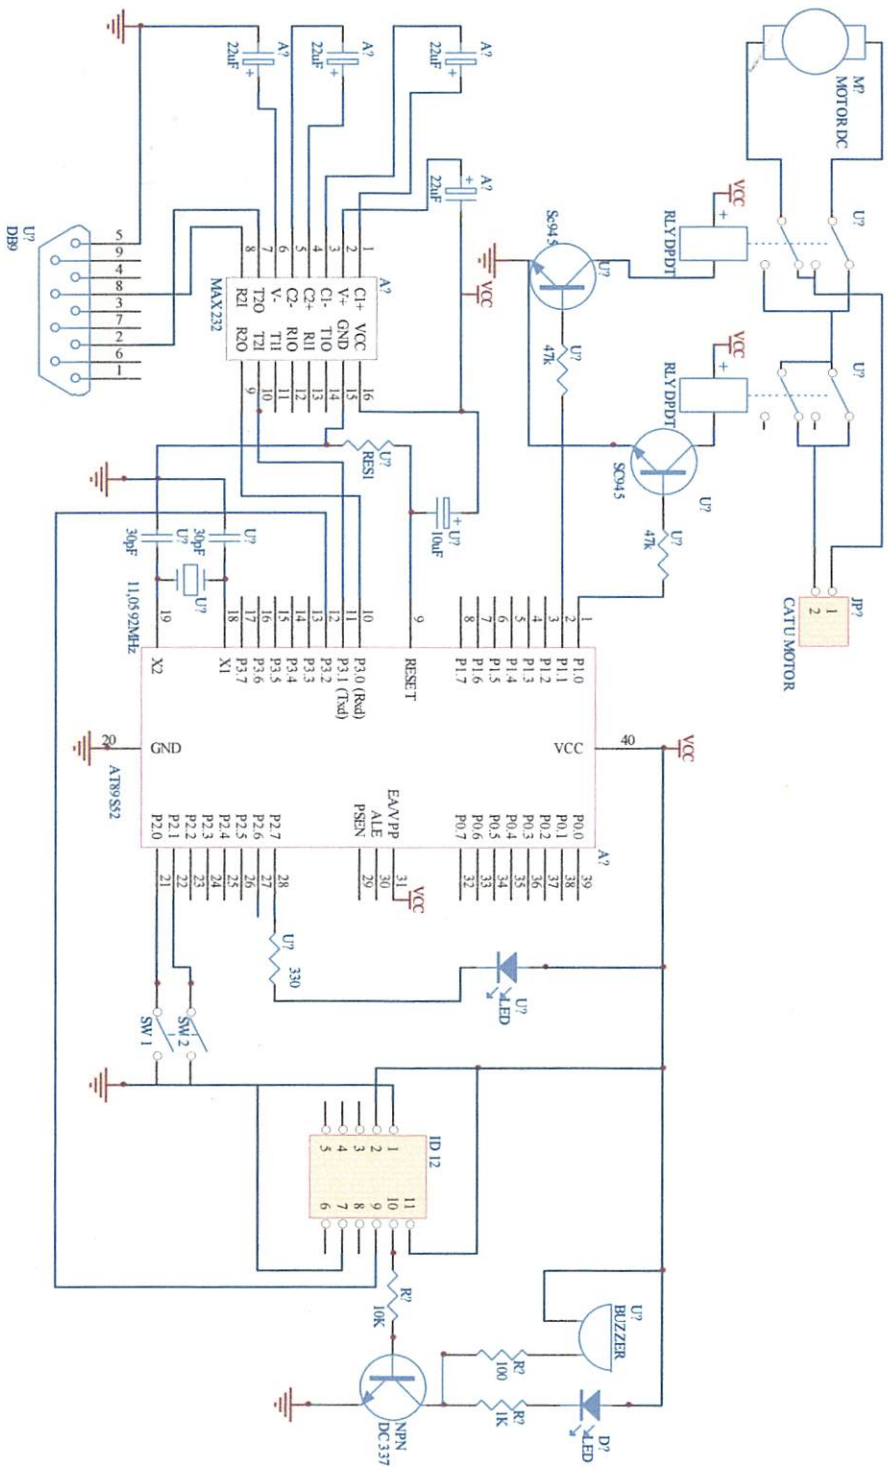 M?
MOTOR DC
VCC
+
RLY DPDT
U?
VCC
+
RLY DPDT
U?
JP?
1
2
CATU MOTOR
Sc945
U?
U?
47k
SC945
U?
U?
47k
A?
22uF
+
A?
22uF
+
A?
22uF
+
A?
22uF
+
VCC
U?
DB9
5
9
4
8
3
7
2
6
1
A?
MAX232
1
2
3
4
5
6
7
8
C1+
V+
C1-
C2+
C2-
V-
T2O
R2I
VCC
GND
T1O
R1I
R1O
T1I
T2I
R2O
16
15
14
13
12
11
10
9
U?
RES1
U?
10uF
+
U?
30pF
U?
30pF
U?
11,0592MHz
A?
AT89S52
1
2
3
4
5
6
7
8
P1.0
P1.1
P1.2
P1.3
P1.4
P1.5
P1.6
P1.7
9
RESET
10
11
12
13
14
15
16
17
P3.0 (Rxd)
P3.1 (Txd)
P3.2
P3.3
P3.4
P3.5
P3.6
P3.7
18
X1
19
X2
VCC
40
VCC
20
GND
P0.0
P0.1
P0.2
P0.3
P0.4
P0.5
P0.6
P0.7
39
38
37
36
35
34
33
32
EA/VPP
ALE
PSEN
31
30
29
VCC
P2.7
P2.6
P2.5
P2.4
P2.3
P2.2
P2.1
P2.0
28
27
26
25
24
23
22
21
U?
330
U?
LED
SW 2
SW 1
ID 12
1
2
3
4
5
11
10
9
8
7
6
U?
BUZZER
R?
100
R?
1K
D?
LED
R?
10K
NPN
DC337